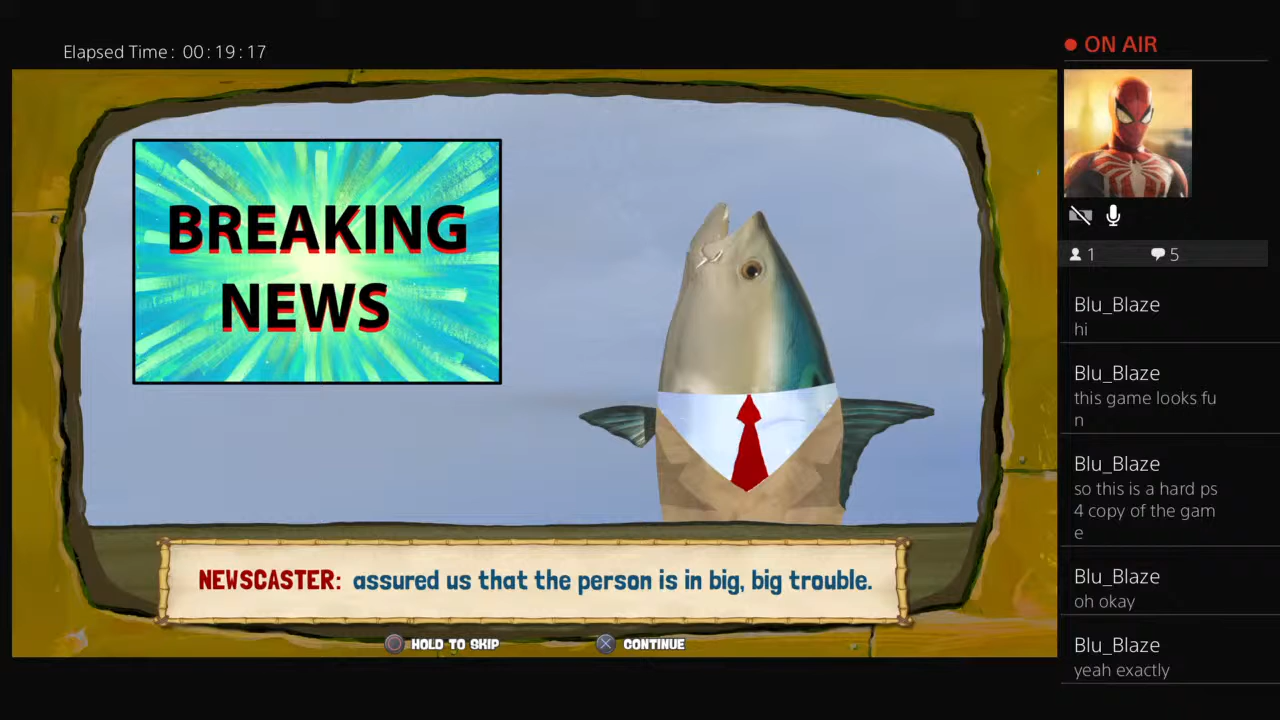 Elapsed Time: 00:19:17
ON AIR
BREAKING
NEWS
NEWSCASTER: assured us that the person is in big, big trouble.
HOLD TO SKIP
CONTINUE
1
5
Blu_Blaze
hi
Blu_Blaze
this game looks fu
n
Blu_Blaze
so this is a hard ps
4 copy of the gam
e
Blu_Blaze
oh okay
Blu_Blaze
yeah exactly